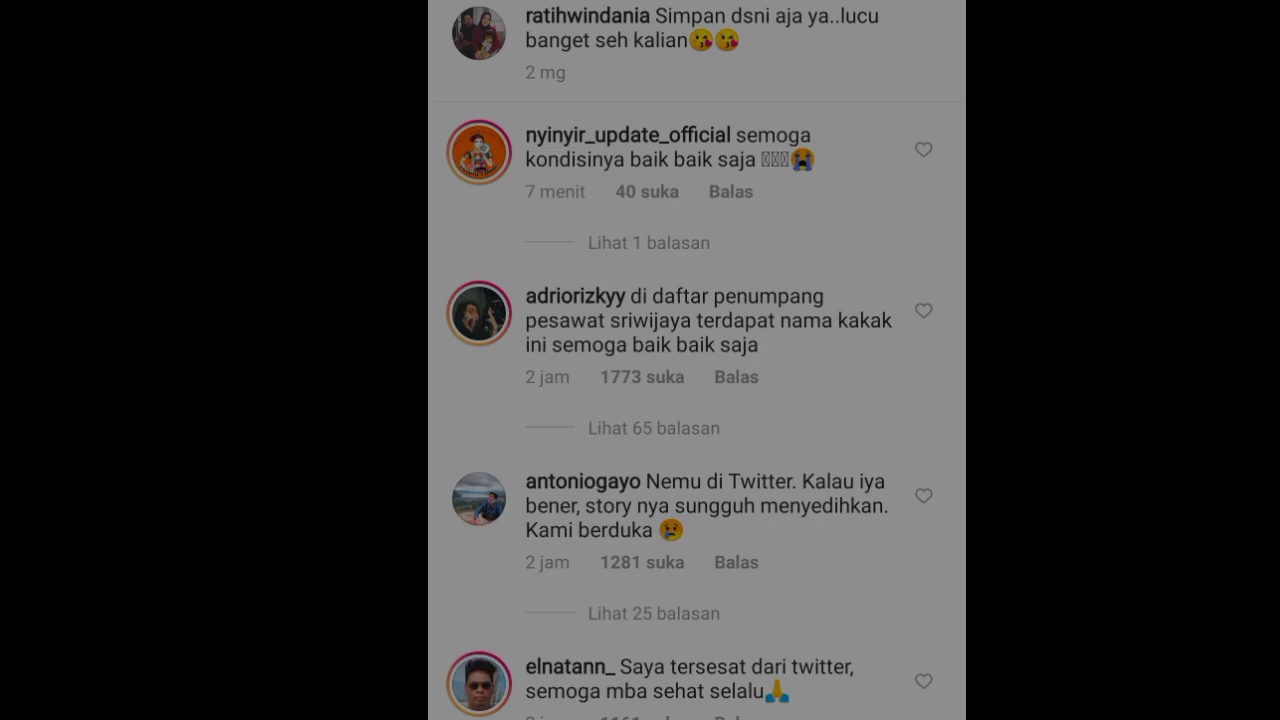 ratihwindania Simpan dsni aja ya..lucu
banget seh kalian😘😘
2 mg
nyinyir_update_official semoga
kondisinya baik baik saja 😭
7 menit 40 suka Balas
Lihat 1 balasan
adriorizkyy di daftar penumpang
pesawat sriwijaya terdapat nama kakak
ini semoga baik baik saja
2 jam 1773 suka Balas
Lihat 65 balasan
antoniogayo Nemu di Twitter. Kalau iya
bener, story nya sungguh menyedihkan.
Kami berduka 😢
2 jam 1281 suka Balas
Lihat 25 balasan
elnatann_ Saya tersesat dari twitter,
semoga mba sehat selalu🙏